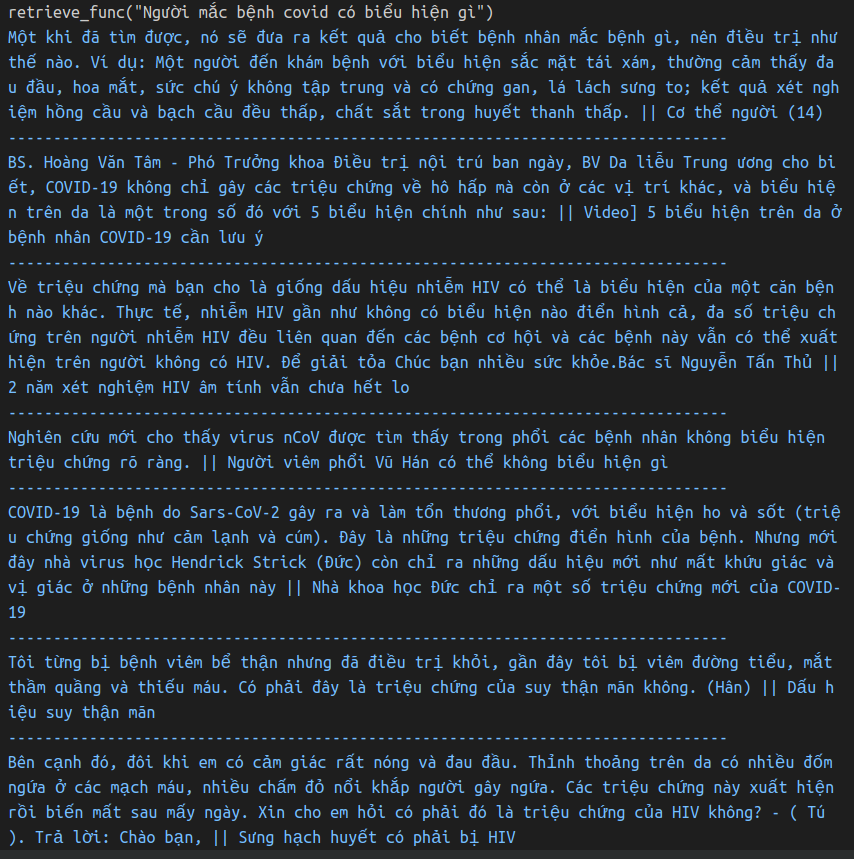 retrieve_func("Người mắc bệnh covid có biểu hiện gì")
Một khi đã tìm được, nó sẽ đưa ra kết quả cho biết bệnh nhân mắc bệnh gì, nên điều trị như
thế nào. Ví dụ: Một người đến khám bệnh với biểu hiện sắc mặt tái xám, thường cảm thấy đa
u đầu, hoa mắt, sức chú ý không tập trung và có chứng gan, lá lách sưng to; kết quả xét ngh
iệm hồng cầu và bạch cầu đều thấp, chất sắt trong huyết thanh thấp. || Cơ thể người (14)
--------------------------------------------------------------------------------
BS. Hoàng Văn Tâm - Phó Trưởng khoa Điều trị nội trú ban ngày, BV Da liễu Trung ương cho bi
ết, COVID-19 không chỉ gây các triệu chứng về hô hấp mà còn ở các vị trí khác, và biểu hiệ
n trên da là một trong số đó với 5 biểu hiện chính như sau: || Video] 5 biểu hiện trên da ở
bệnh nhân COVID-19 cần lưu ý
--------------------------------------------------------------------------------
Về triệu chứng mà bạn cho là giống dấu hiệu nhiễm HIV có thể là biểu hiện của một căn bện
h nào khác. Thực tế, nhiễm HIV gần như không có biểu hiện nào điển hình cả, đa số triệu ch
ứng trên người nhiễm HIV đều liên quan đến các bệnh cơ hội và các bệnh này vẫn có thể xuất
hiện trên người không có HIV. Để giải tỏa Chúc bạn nhiều sức khỏe.Bác sĩ Nguyễn Tấn Thủ ||
2 năm xét nghiệm HIV âm tính vẫn chưa hết lo
--------------------------------------------------------------------------------
Nghiên cứu mới cho thấy virus nCoV được tìm thấy trong phổi các bệnh nhân không biểu hiện
triệu chứng rõ ràng. || Người viêm phổi Vũ Hán có thể không biểu hiện gì
--------------------------------------------------------------------------------
COVID-19 là bệnh do Sars-CoV-2 gây ra và làm tổn thương phổi, với biểu hiện ho và sốt (triệ
u chứng giống như cảm lạnh và cúm). Đây là những triệu chứng điển hình của bệnh. Nhưng mới
đây nhà virus học Hendrick Strick (Đức) còn chỉ ra những dấu hiệu mới như mất khứu giác và
vị giác ở những bệnh nhân này || Nhà khoa học Đức chỉ ra một số triệu chứng mới của COVID-
19
--------------------------------------------------------------------------------
Tôi từng bị bệnh viêm bể thận nhưng đã điều trị khỏi, gần đây tôi bị viêm đường tiểu, mắt
thầm quầng và thiếu máu. Có phải đây là triệu chứng của suy thận mãn không. (Hân) || Dấu h
iệu suy thận mãn
--------------------------------------------------------------------------------
Bên cạnh đó, đôi khi em có cảm giác rất nóng và đau đầu. Thỉnh thoảng trên da có nhiều đốm
ngứa ở các mạch máu, nhiều chấm đỏ nổi khắp người gây ngứa. Các triệu chứng này xuất hiện
rồi biến mất sau mấy ngày. Xin cho em hỏi có phải đó là triệu chứng của HIV không? - ( Tú
). Trả lời: Chào bạn, || Sưng hạch huyết có phải bị HIV